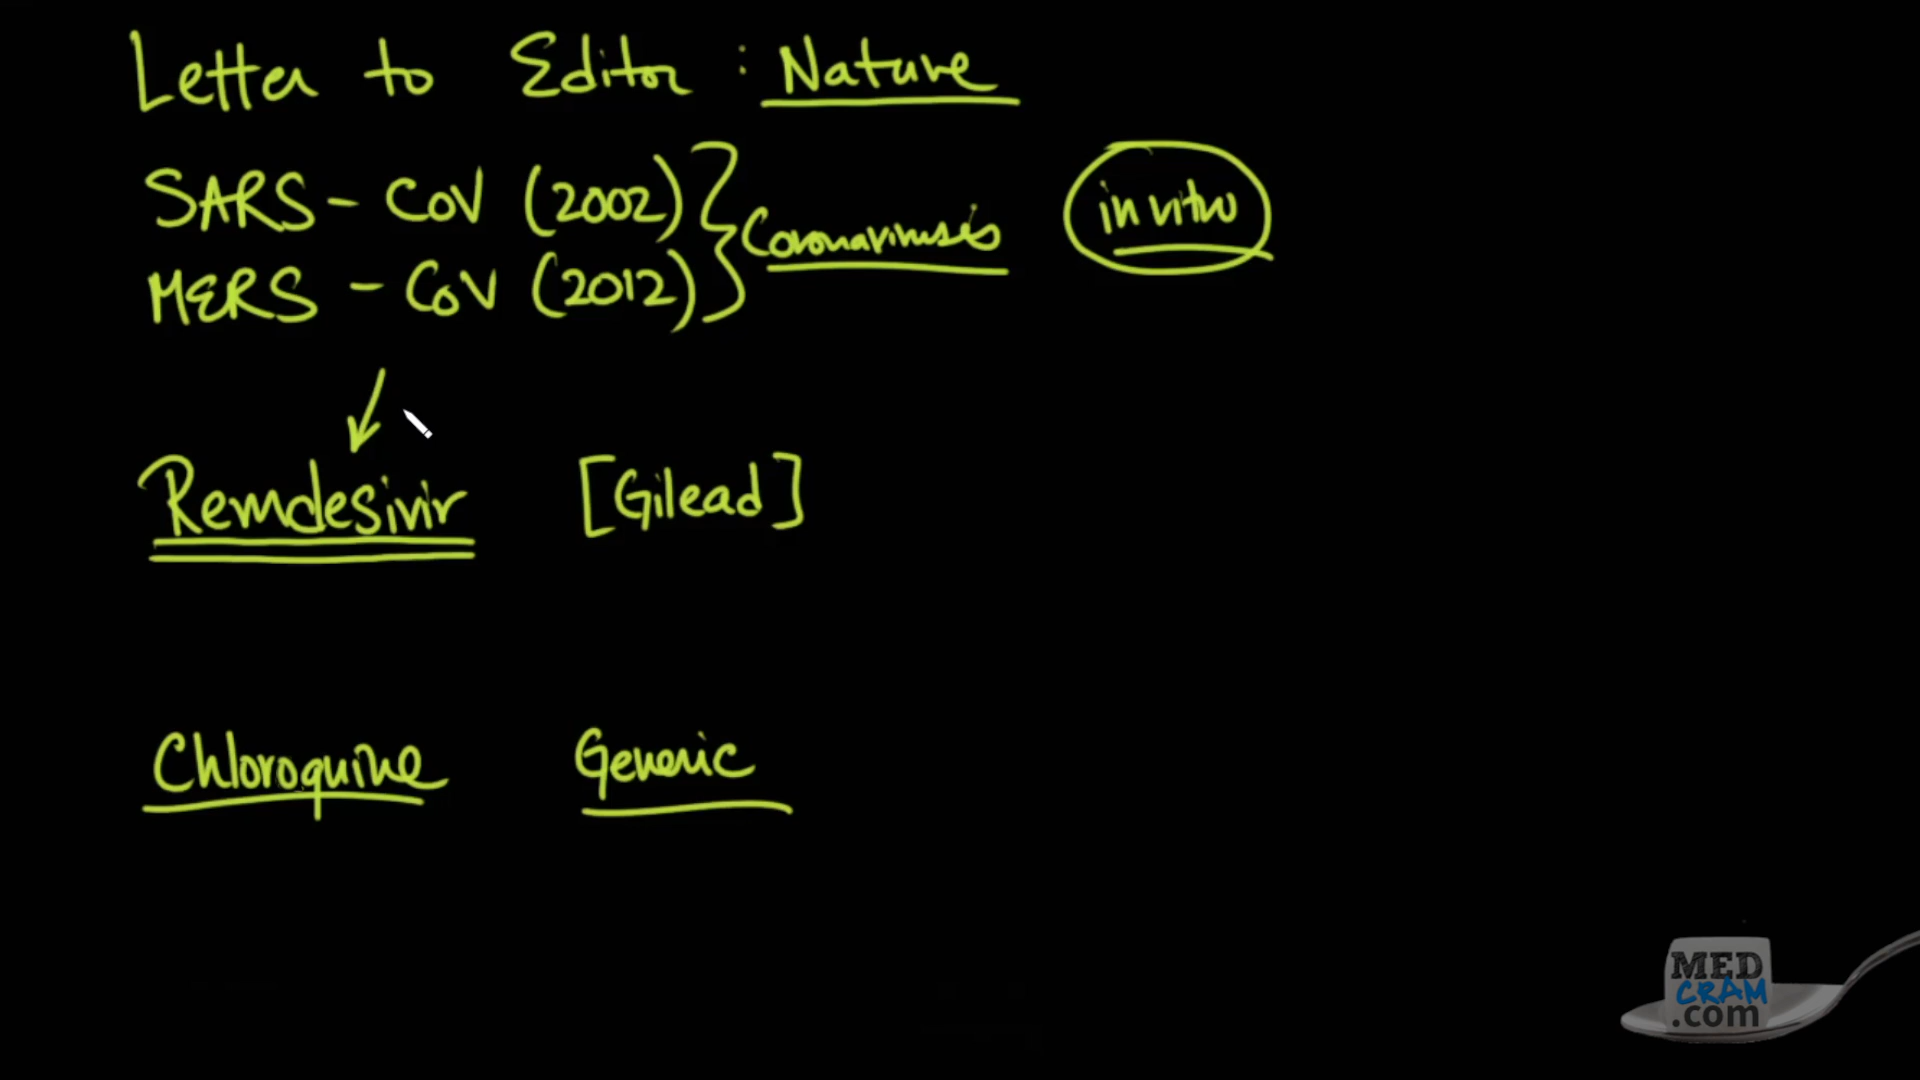 Letter to Editor : Nature
SARS - CoV (2002)
MERS - CoV (2012)
Coronaviruses
in vitro
Remdesivir [Gilead]
Chloroquine Generic
MED
CRAM
.com